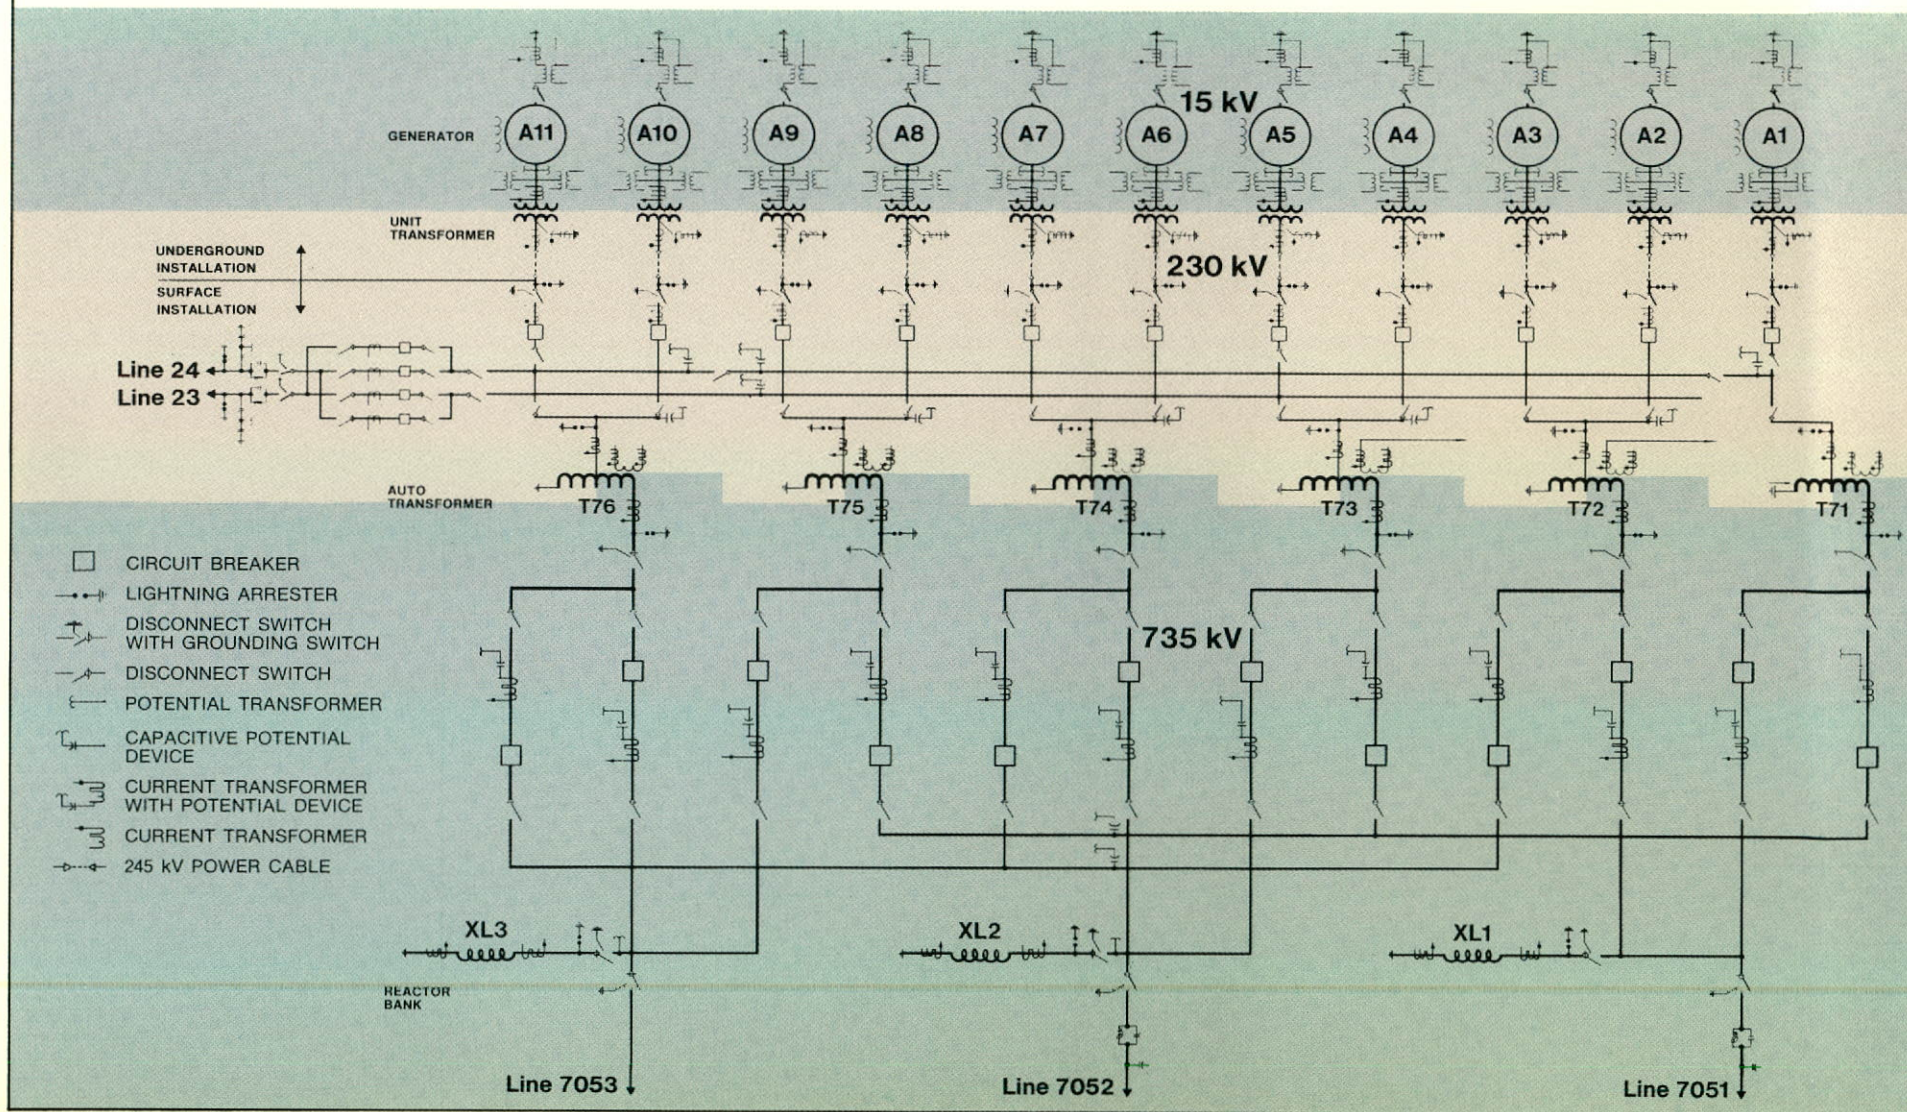 15 kV
GENERATOR
A11 A10 A9 A8 A7 A6 A5 A4 A3 A2 A1
UNIT
TRANSFORMER
UNDERGROUND
INSTALLATION
230 kV
SURFACE
INSTALLATION
Line 24
Line 23
AUTO
TRANSFORMER
T76 T75 T74 T73 T72 T71
CIRCUIT BREAKER
LIGHTNING ARRESTER
DISCONNECT SWITCH
WITH GROUNDING SWITCH
735 kV
DISCONNECT SWITCH
POTENTIAL TRANSFORMER
CAPACITIVE POTENTIAL
DEVICE
CURRENT TRANSFORMER
WITH POTENTIAL DEVICE
CURRENT TRANSFORMER
245 kV POWER CABLE
XL3 XL2 XL1
REACTOR
BANK
Line 7053 Line 7052 Line 7051